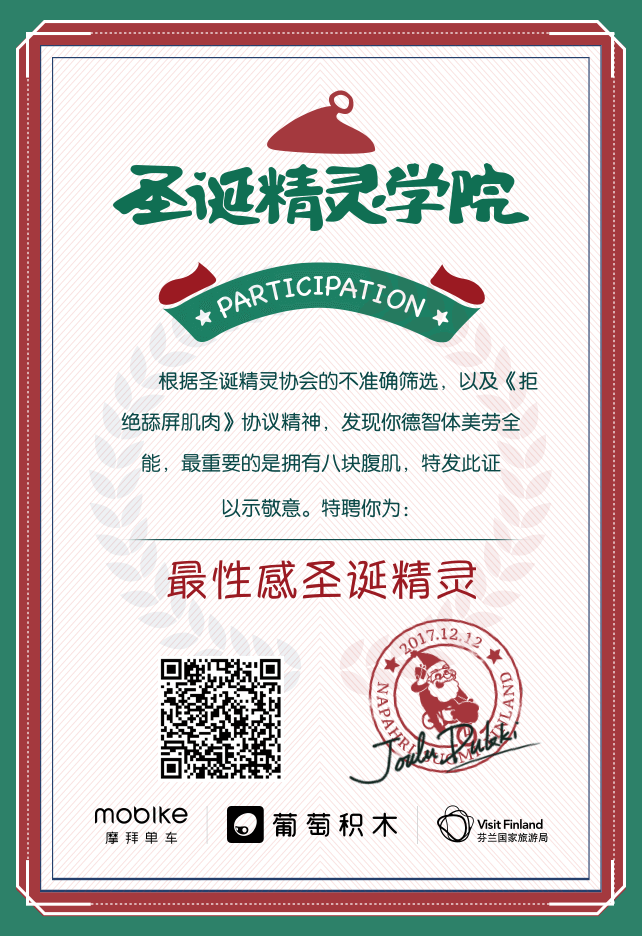 圣诞精灵学院
PARTICIPATION
根据圣诞精灵协会的不准确筛选，以及《拒
绝舔屏肌肉》协议精神，发现你德智体美劳全
能，最重要的是拥有八块腹肌，特发此证
以示敬意。特聘你为：
最性感圣诞精灵
2017.12.12
NAPAHRI SUOMI FINLAND
mobike
摩拜单车
葡萄积木
Visit Finland
芬兰国家旅游局